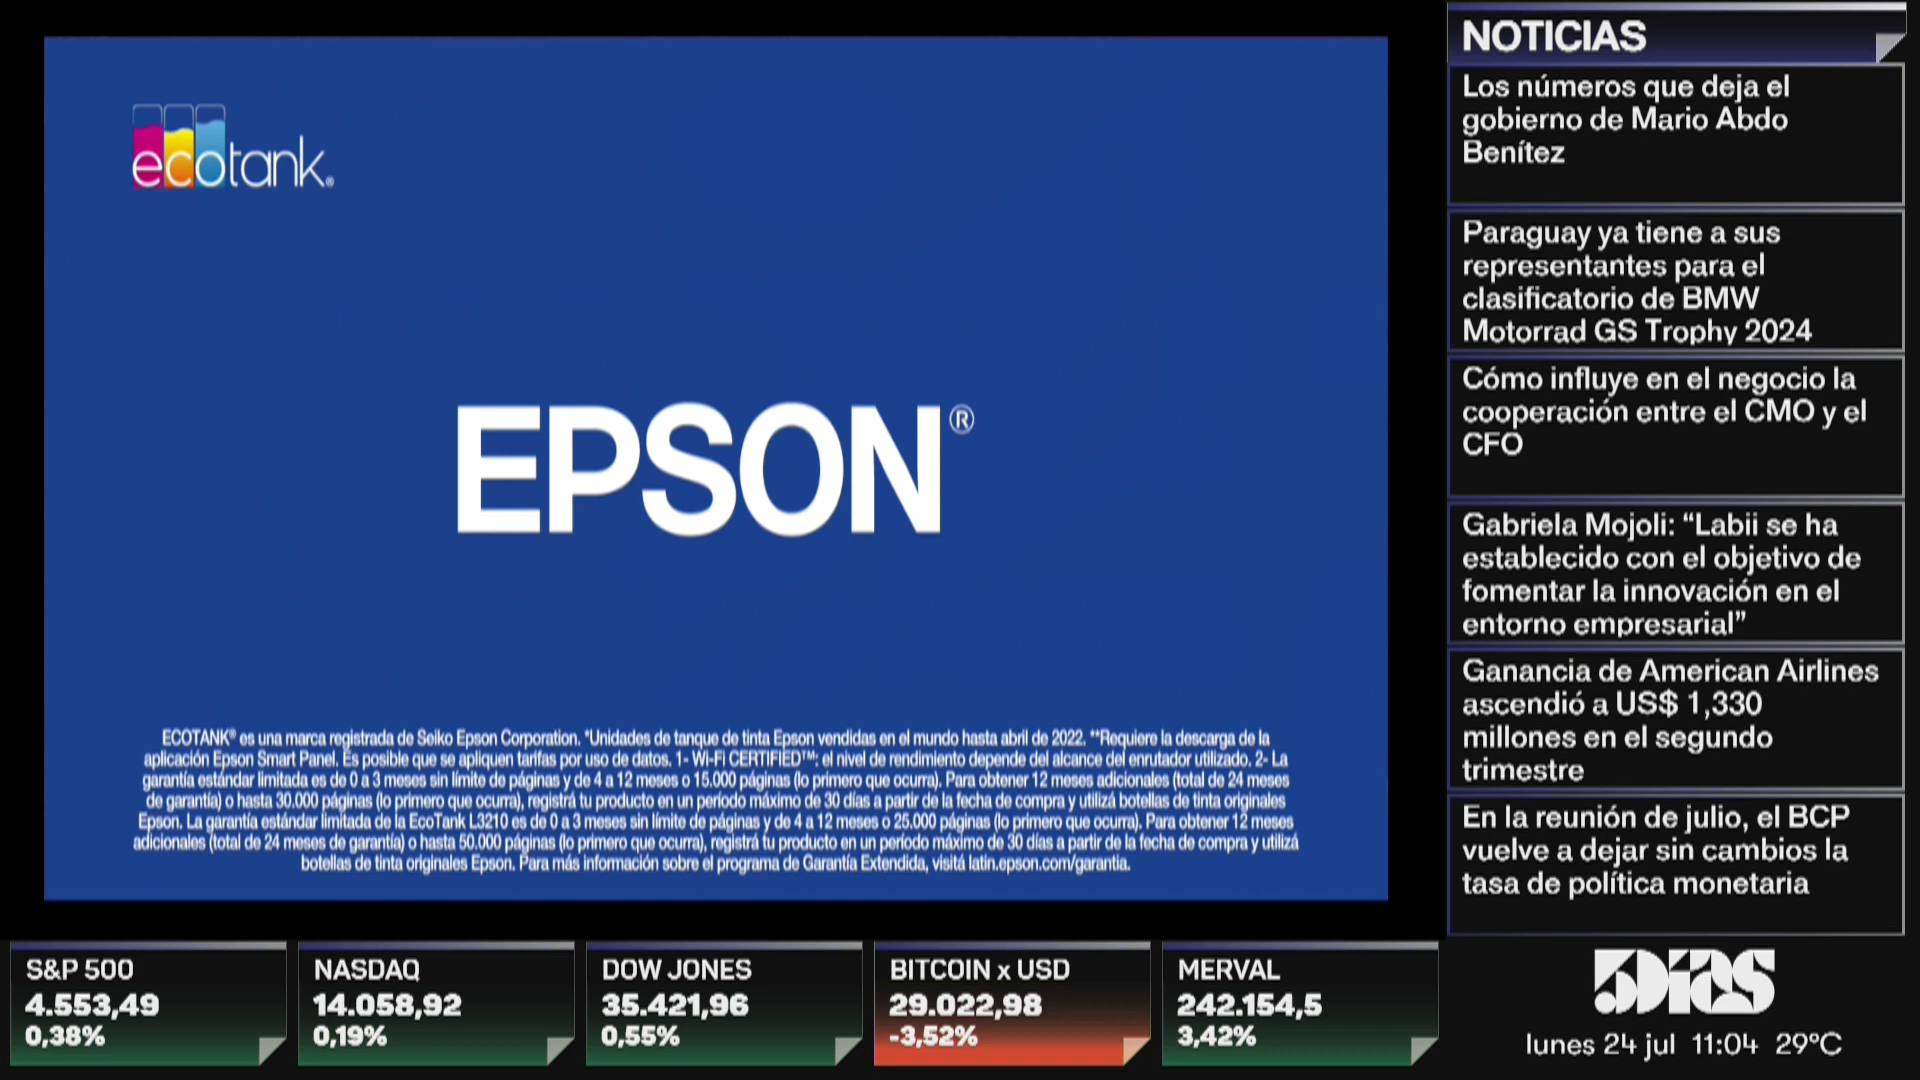 ecotank®
EPSON®
ECOTANK® es una marca registrada de Seiko Epson Corporation. *Unidades de tanque de tinta Epson vendidas en el mundo hasta abril de 2022. **Requiere la descarga de la
aplicación Epson Smart Panel. Es posible que se apliquen tarifas por uso de datos. 1- Wi-Fi CERTIFIED™: el nivel de rendimiento depende del alcance del enrutador utilizado. 2- La
garantía estándar limitada es de 0 a 3 meses sin límite de páginas y de 4 a 12 meses o 15.000 páginas (lo primero que ocurra). Para obtener 12 meses adicionales (total de 24 meses
de garantía) o hasta 30.000 páginas (lo primero que ocurra), registrá tu producto en un período máximo de 30 días a partir de la fecha de compra y utilizá botellas de tinta originales
Epson. La garantía estándar limitada de la EcoTank L3210 es de 0 a 3 meses sin límite de páginas y de 4 a 12 meses o 25.000 páginas (lo primero que ocurra). Para obtener 12 meses
adicionales (total de 24 meses de garantía) o hasta 50.000 páginas (lo primero que ocurra), registrá tu producto en un período máximo de 30 días a partir de la fecha de compra y utilizá
botellas de tinta originales Epson. Para más información sobre el programa de Garantía Extendida, visitá latin.epson.com/garantia.
NOTICIAS
Los números que deja el
gobierno de Mario Abdo
Benítez
Paraguay ya tiene a sus
representantes para el
clasificatorio de BMW
Motorrad GS Trophy 2024
Cómo influye en el negocio la
cooperación entre el CMO y el
CFO
Gabriela Mojoli: “Labii se ha
establecido con el objetivo de
fomentar la innovación en el
entorno empresarial”
Ganancia de American Airlines
ascendió a US$ 1,330
millones en el segundo
trimestre
En la reunión de julio, el BCP
vuelve a dejar sin cambios la
tasa de política monetaria
S&P 500
4.553,49
0,38%
NASDAQ
14.058,92
0,19%
DOW JONES
35.421,96
0,55%
BITCOIN x USD
29.022,98
-3,52%
MERVAL
242.154,5
3,42%
5Días
lunes 24 jul 11:04 29°C